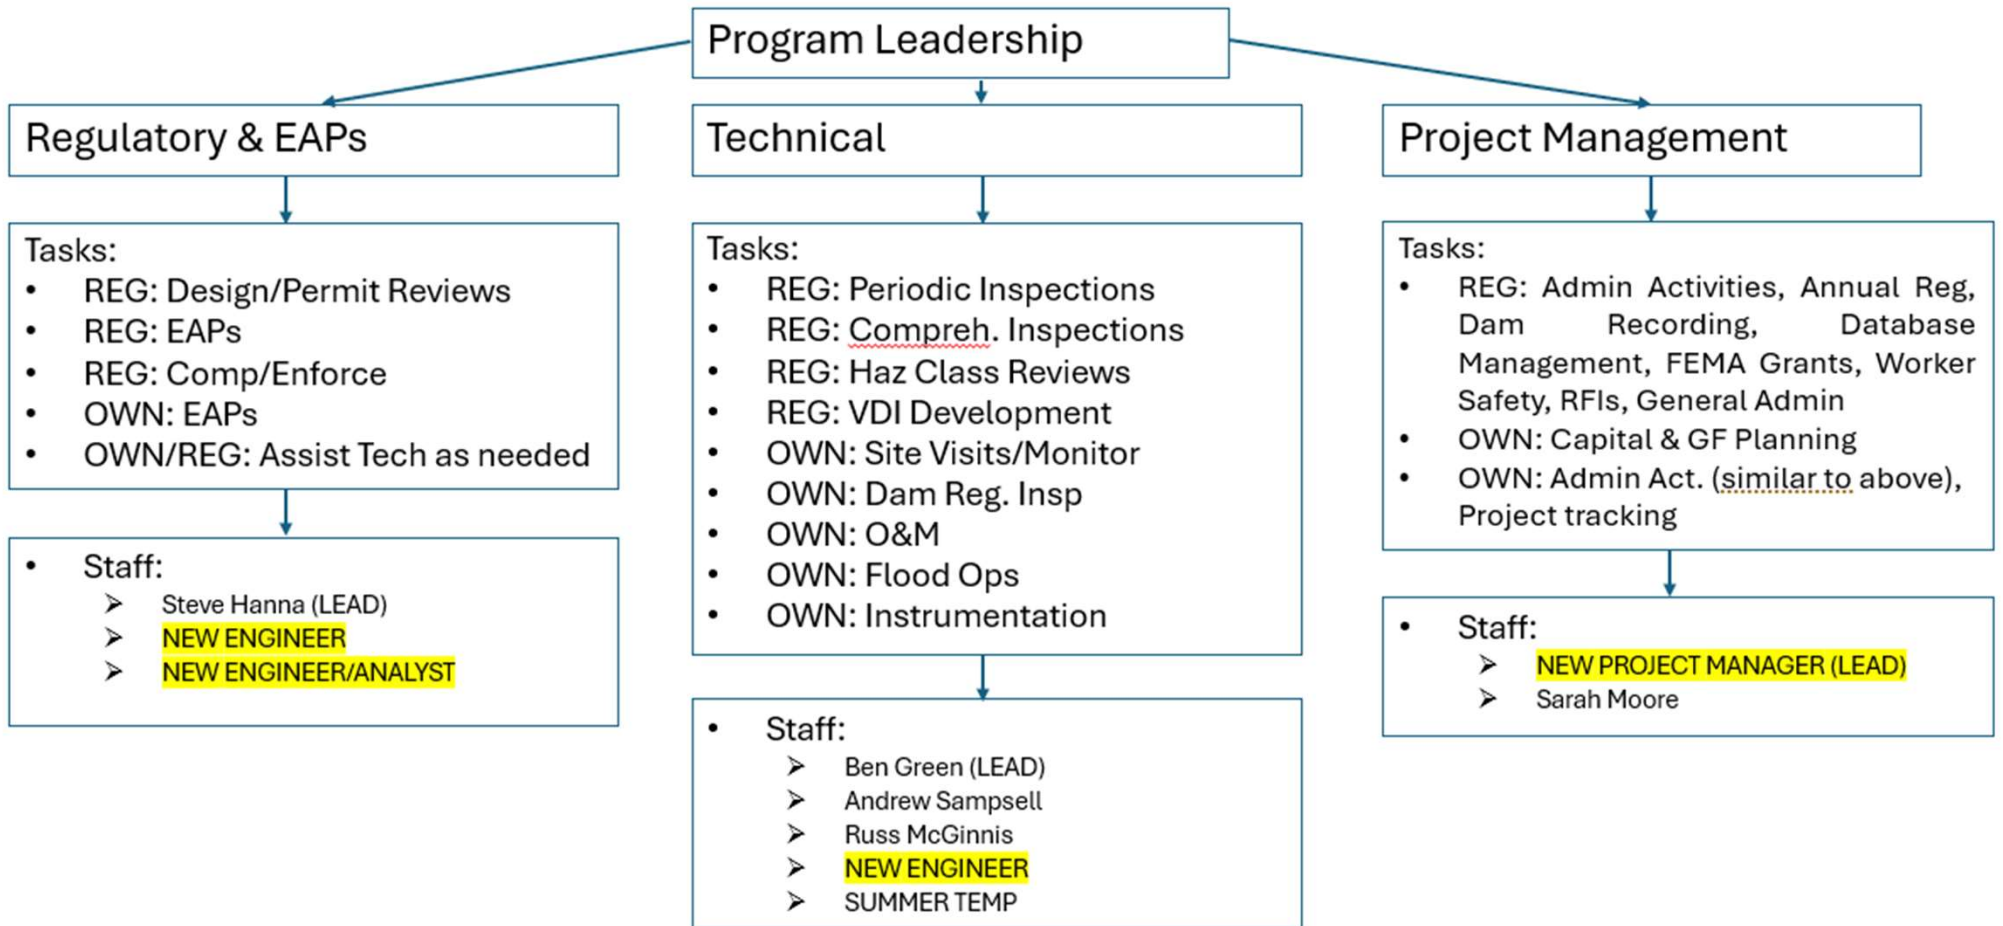 Program Leadership
Regulatory & EAPs
Tasks:
• REG: Design/Permit Reviews
• REG: EAPs
• REG: Comp/Enforce
• OWN: EAPs
• OWN/REG: Assist Tech as needed
• Staff:
➢ Steve Hanna (LEAD)
➢ NEW ENGINEER
➢ NEW ENGINEER/ANALYST
Technical
Tasks:
• REG: Periodic Inspections
• REG: Compreh. Inspections
• REG: Haz Class Reviews
• REG: VDI Development
• OWN: Site Visits/Monitor
• OWN: Dam Reg. Insp
• OWN: O&M
• OWN: Flood Ops
• OWN: Instrumentation
• Staff:
➢ Ben Green (LEAD)
➢ Andrew Sampsell
➢ Russ McGinnis
➢ NEW ENGINEER
➢ SUMMER TEMP
Project Management
Tasks:
• REG: Admin Activities, Annual Reg,
Dam Recording, Database
Management, FEMA Grants, Worker
Safety, RFIs, General Admin
• OWN: Capital & GF Planning
• OWN: Admin Act. (similar to above),
Project tracking
• Staff:
➢ NEW PROJECT MANAGER (LEAD)
➢ Sarah Moore